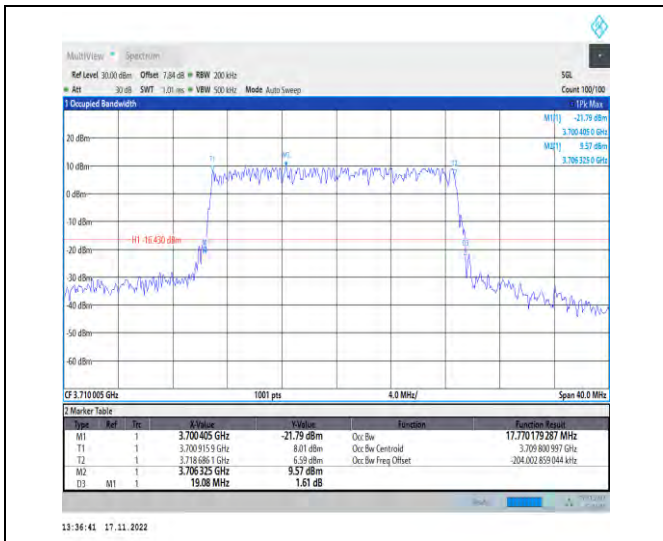 MultiView Spectrum
Ref Level 30.00 dBm Offset 7.84 dB RBW 200 kHz SGL
Att 30 dB SWT 1.01 ms VBW 500 kHz Mode Auto Sweep Count 100/100
1 Occupied Bandwidth 1Pk Max
M1[1] -21.79 dBm
3.700 405 0 GHz
M2[1] 9.57 dBm
3.706 325 0 GHz
20 dBm
T1 M2 T2
10 dBm
0 dBm
-10 dBm
H1 -16.430 dBm
-20 dBm
-30 dBm
-40 dBm
-50 dBm
-60 dBm
CF 3.710 005 GHz 1001 pts 4.0 MHz/ Span 40.0 MHz
2 Marker Table
Type Ref Trc X-Value Y-Value Function Function Result
M1 1 3.700 405 GHz -21.79 dBm Occ Bw 17.770 179 287 MHz
T1 1 3.700 915 9 GHz 8.01 dBm Occ Bw Centroid 3.709 800 997 GHz
T2 1 3.718 686 1 GHz 6.59 dBm Occ Bw Freq Offset -204.002 859 044 kHz
M2 1 3.706 325 GHz 9.57 dBm
D3 M1 1 19.08 MHz 1.61 dB
13:36:41 17.11.2022